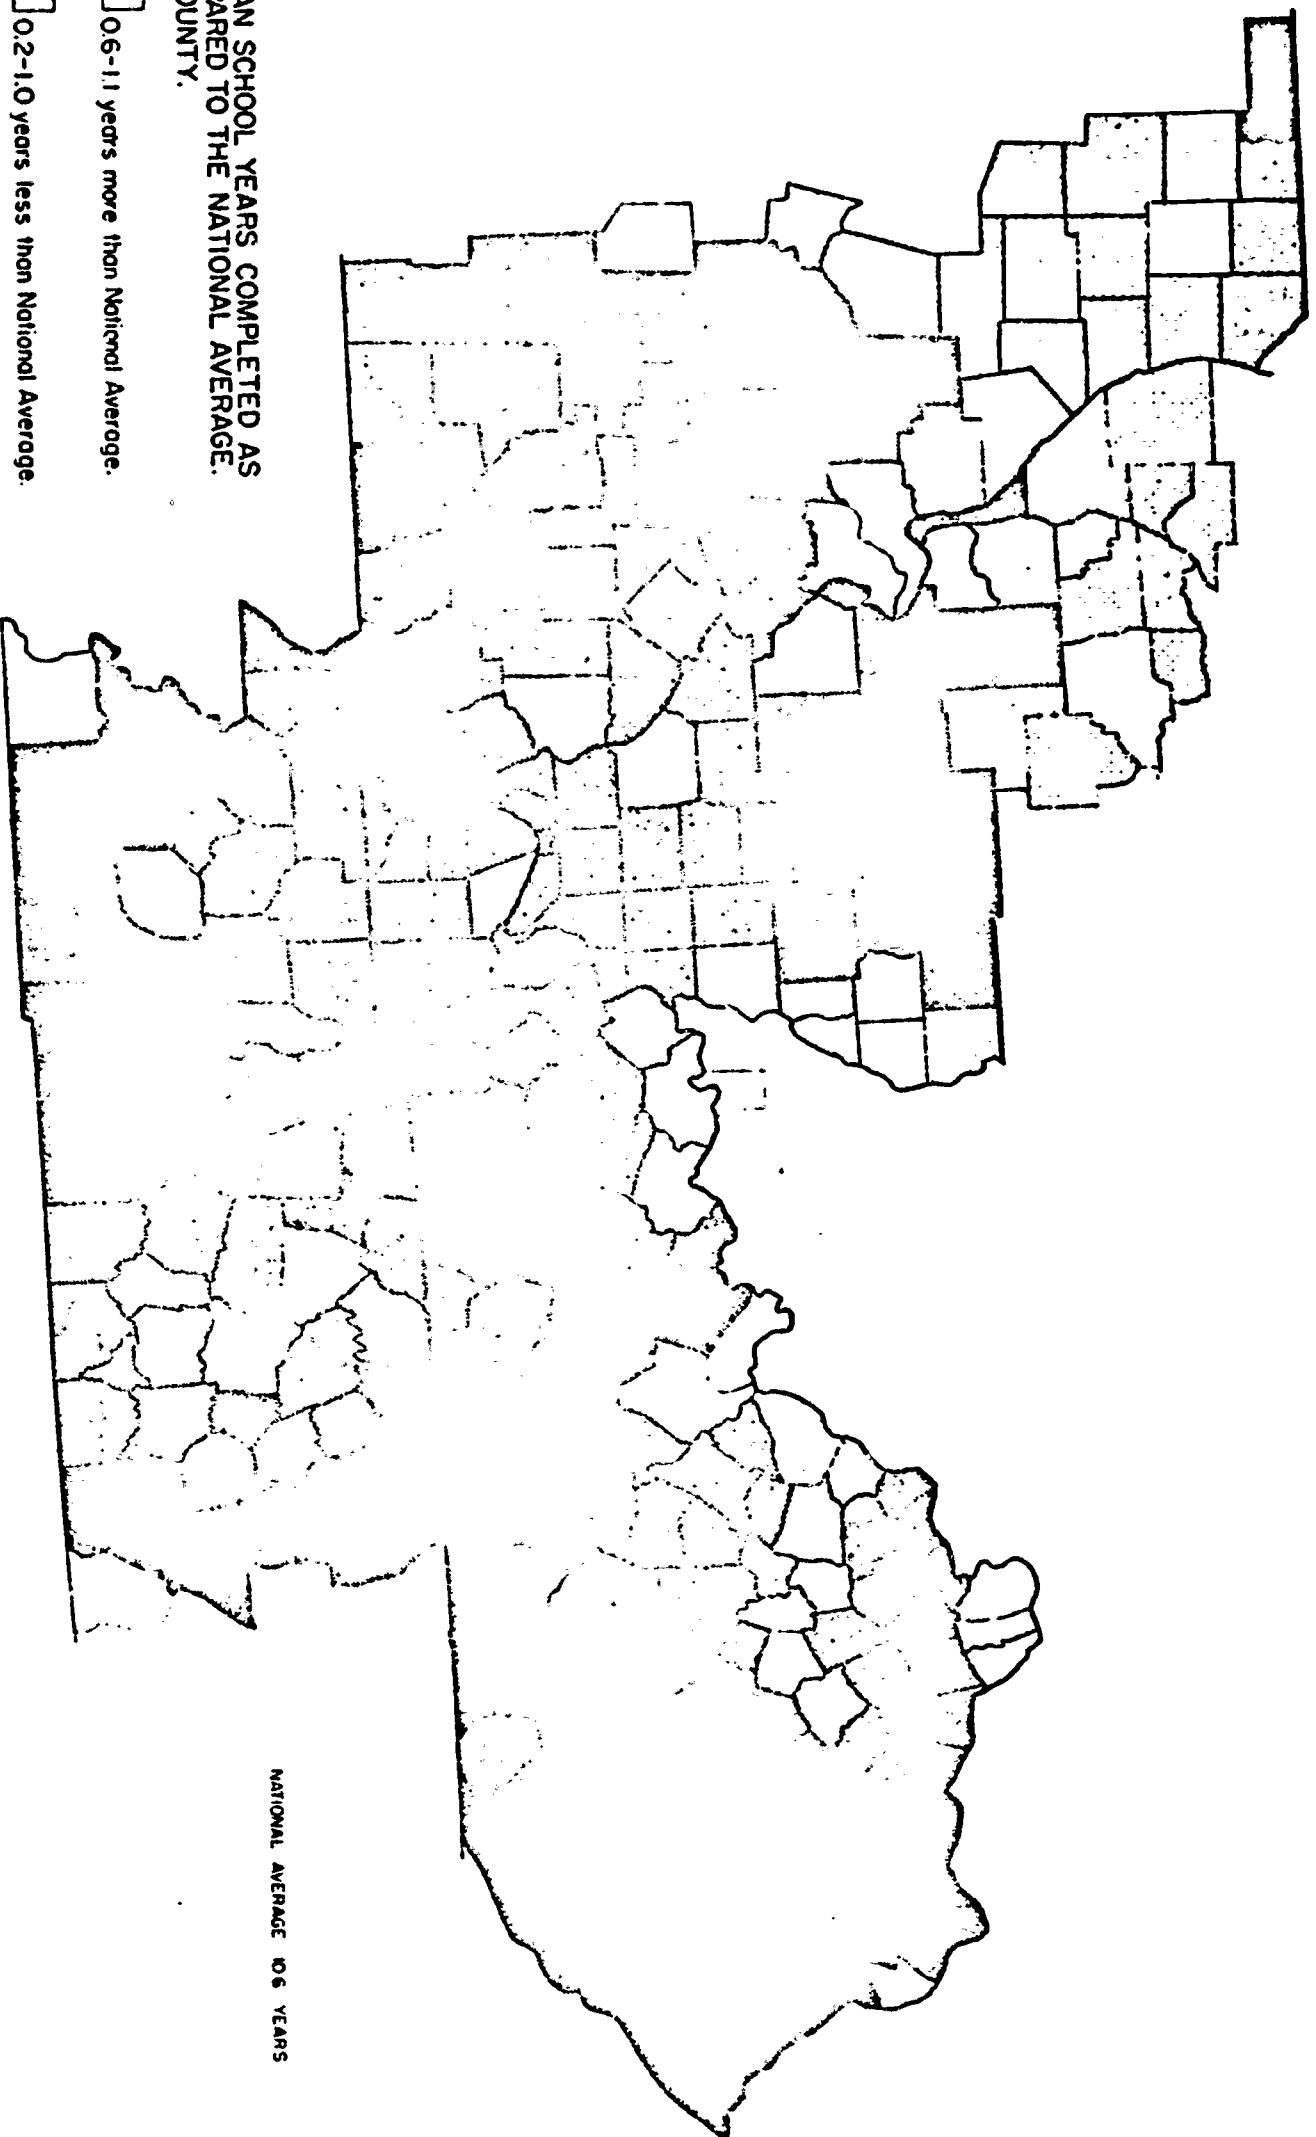 AN SCHOOL YEARS COMPLETED AS
ARED TO THE NATIONAL AVERAGE.
OUNTY.
0.6-1.1 years more than National Average.
0.2-1.0 years less than National Average.
NATIONAL AVERAGE 10.6 YEARS